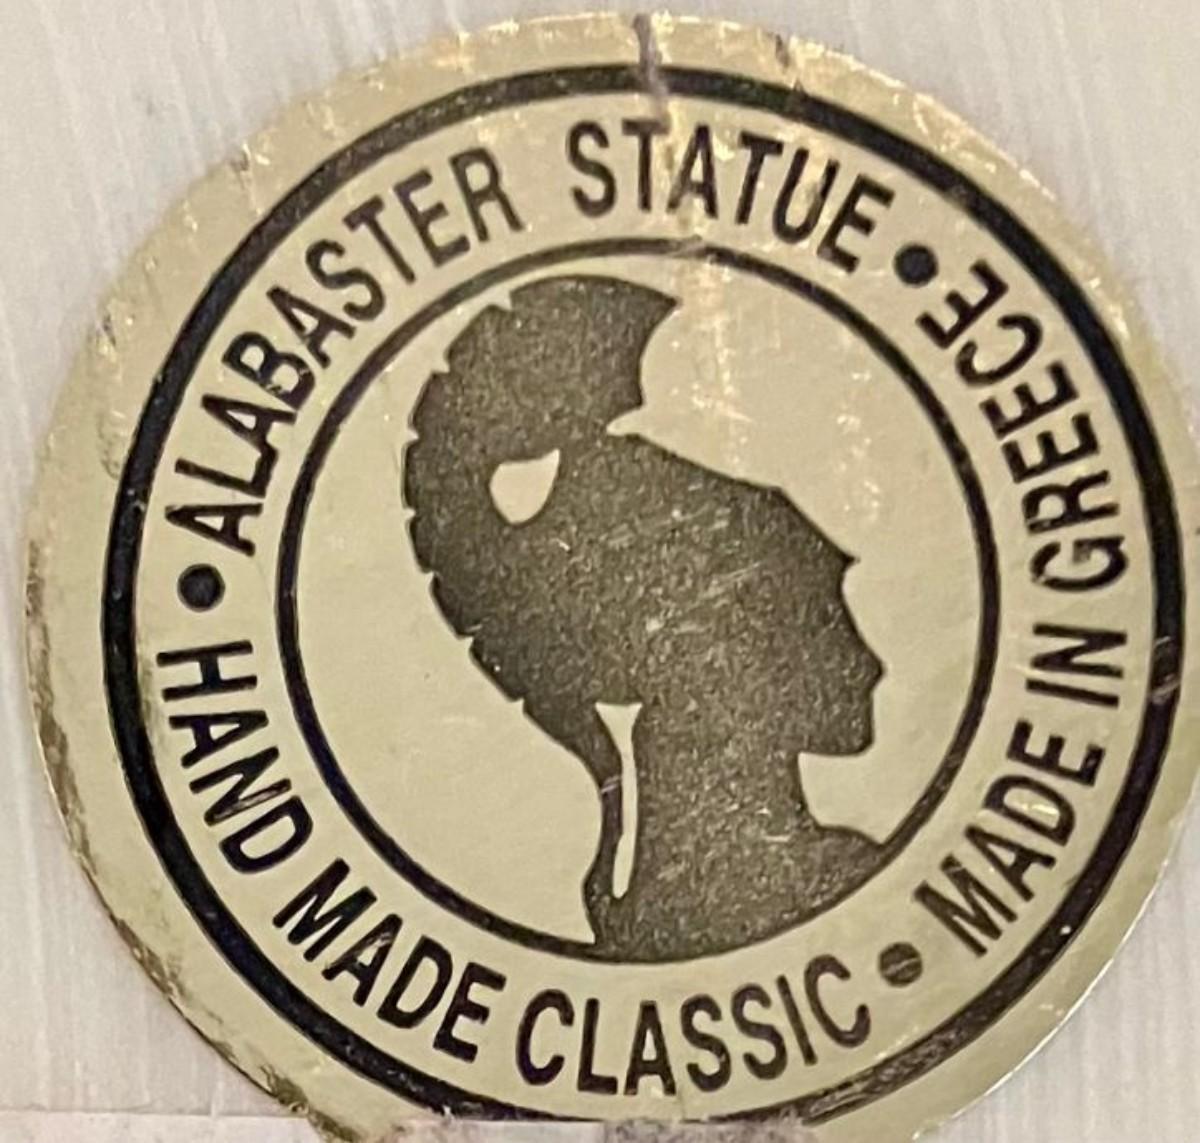 ALABASTER STATUE •
MADE IN GREECE •
HAND MADE CLASSIC •